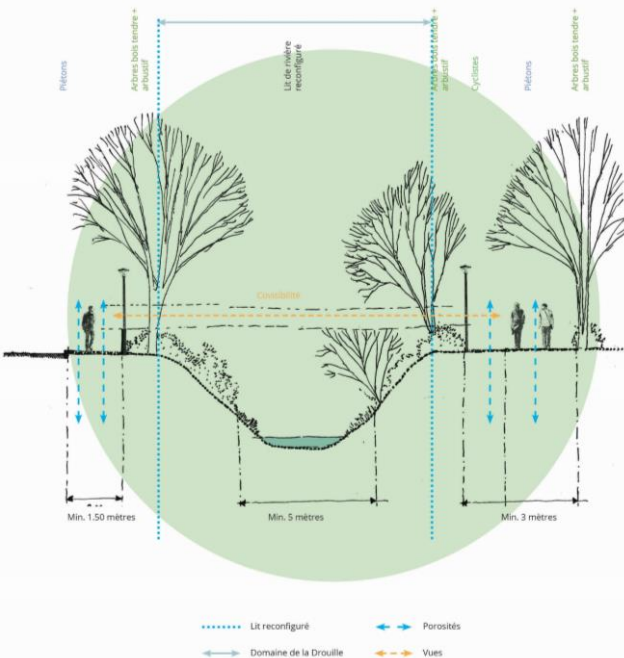 Piétons
Arbres bois tendre +
arbustif
Lit de rivière
reconfiguré
Arbres bois tendre +
arbustif
Cyclistes
Piétons
Arbres bois tendre +
arbustif
Covisibilité
Min. 1.50 mètres
Min. 5 mètres
Min. 3 mètres
Lit reconfiguré
Porosités
Domaine de la Drouille
Vues